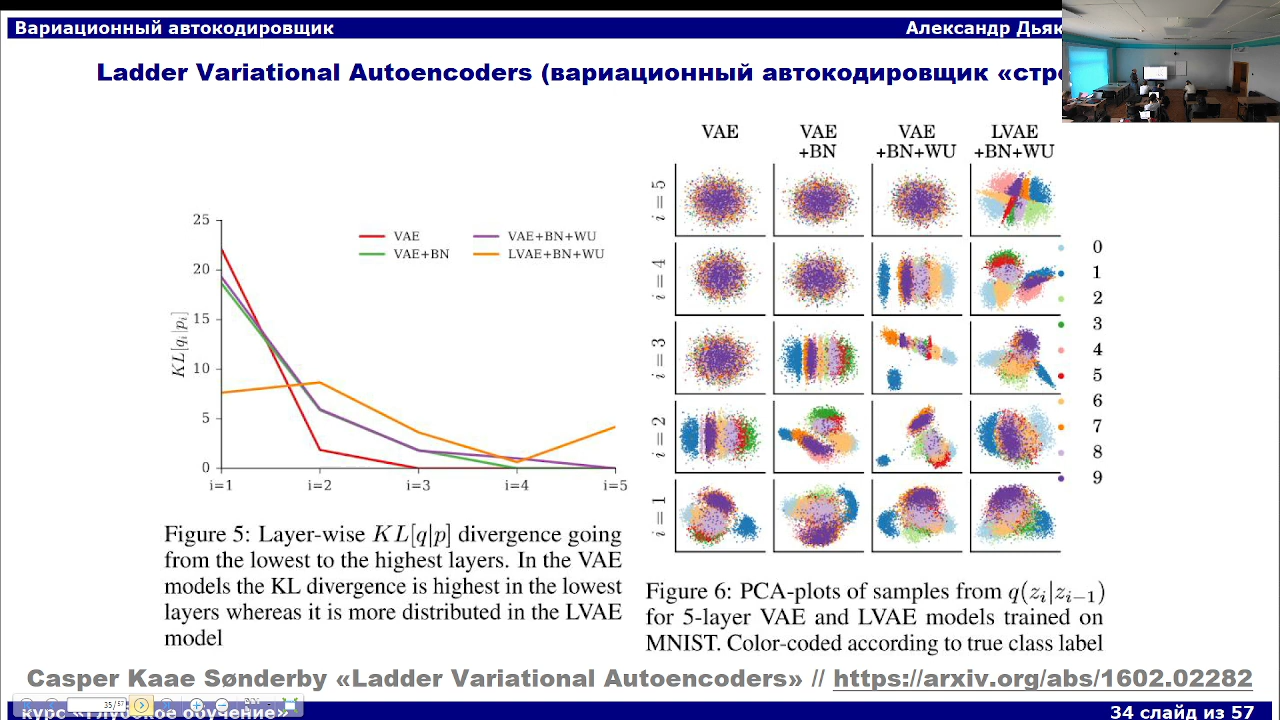 Вариационный автокодировщик
Александр Дьяк
Ladder Variational Autoencoders (вариационный автокодировщик «стр
VAE
VAE
+BN
VAE
+BN+WU
LVAE
+BN+WU
i = 5
i = 4
i = 3
i = 2
i = 1
0
1
2
3
4
5
6
7
8
9
25
20
15
10
5
0
KL[q_i|p_i]
VAE
VAE+BN
VAE+BN+WU
LVAE+BN+WU
i=1
i=2
i=3
i=4
i=5
Figure 5: Layer-wise KL[q|p] divergence going
from the lowest to the highest layers. In the VAE
models the KL divergence is highest in the lowest
layers whereas it is more distributed in the LVAE
model
Figure 6: PCA-plots of samples from q(z_i|z_{i−1})
for 5-layer VAE and LVAE models trained on
MNIST. Color-coded according to true class label
Casper Kaae Sønderby «Ladder Variational Autoencoders» // https://arxiv.org/abs/1602.02282
35/57
курс «Глубокое обучение»
34 слайд из 57